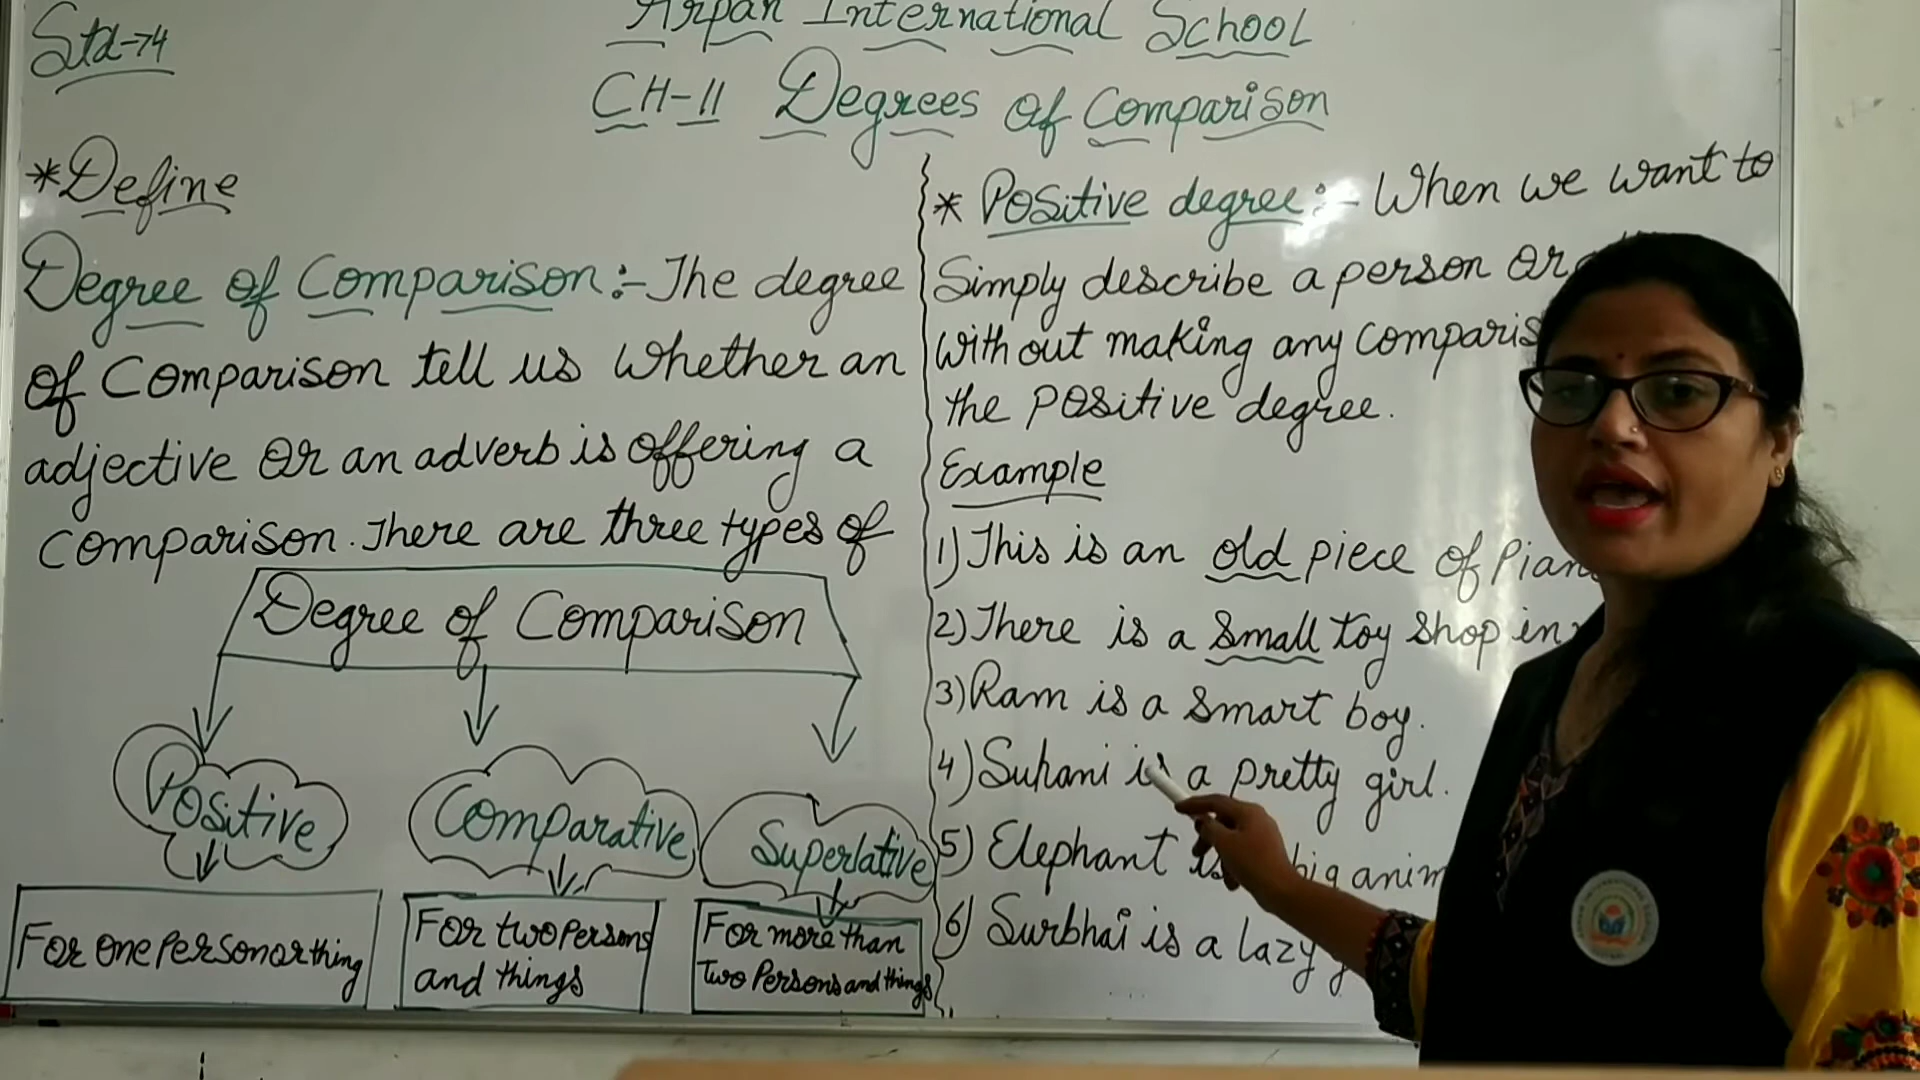 Std→4
Arpan International School
CH-11 Degrees of Comparison
*Define
Degree of Comparison:- The degree
of Comparison tell us whether an
adjective or an adverb is offering a
Comparison. There are three types of
Degree of Comparison
Positive
Comparative
Superlative
For one person or thing
For two persons
and things
For more than
two Persons and things
* Positive degree:- When we want to
Simply describe a person or
without making any
the positive degree.
Example
1) This is an old piece of
2) There is a small toy shop in
3) Ram is a smart boy.
4) Suhani is a pretty girl.
5) Elephant is big
6) Surbhai is a lazy